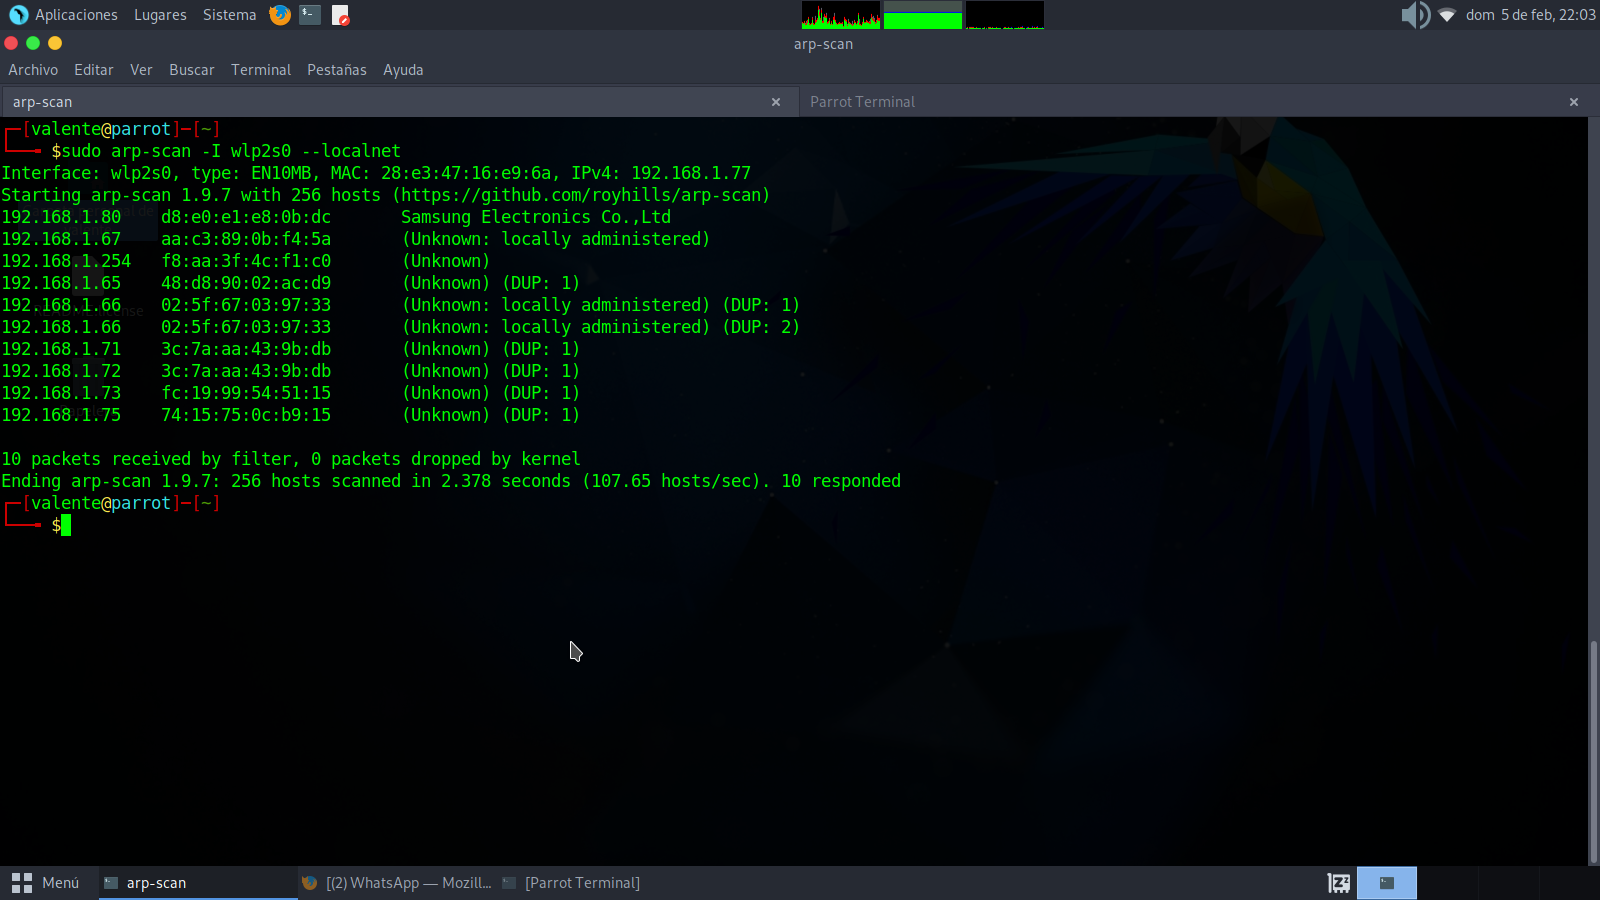 Aplicaciones Lugares Sistema dom 5 de feb, 22:03
arp-scan
Archivo Editar Ver Buscar Terminal Pestañas Ayuda
arp-scan × Parrot Terminal ×
┌─[valente@parrot]─[~]
└──╼ $sudo arp-scan -I wlp2s0 --localnet
Interface: wlp2s0, type: EN10MB, MAC: 28:e3:47:16:e9:6a, IPv4: 192.168.1.77
Starting arp-scan 1.9.7 with 256 hosts (https://github.com/royhills/arp-scan)
192.168.1.80 d8:e0:e1:e8:0b:dc Samsung Electronics Co.,Ltd
192.168.1.67 aa:c3:89:0b:f4:5a (Unknown: locally administered)
192.168.1.254 f8:aa:3f:4c:f1:c0 (Unknown)
192.168.1.65 48:d8:90:02:ac:d9 (Unknown) (DUP: 1)
192.168.1.66 02:5f:67:03:97:33 (Unknown: locally administered) (DUP: 1)
192.168.1.66 02:5f:67:03:97:33 (Unknown: locally administered) (DUP: 2)
192.168.1.71 3c:7a:aa:43:9b:db (Unknown) (DUP: 1)
192.168.1.72 3c:7a:aa:43:9b:db (Unknown) (DUP: 1)
192.168.1.73 fc:19:99:54:51:15 (Unknown) (DUP: 1)
192.168.1.75 74:15:75:0c:b9:15 (Unknown) (DUP: 1)
10 packets received by filter, 0 packets dropped by kernel
Ending arp-scan 1.9.7: 256 hosts scanned in 2.378 seconds (107.65 hosts/sec). 10 responded
┌─[valente@parrot]─[~]
└──╼ $
Menú arp-scan [(2) WhatsApp — Mozill... [Parrot Terminal]